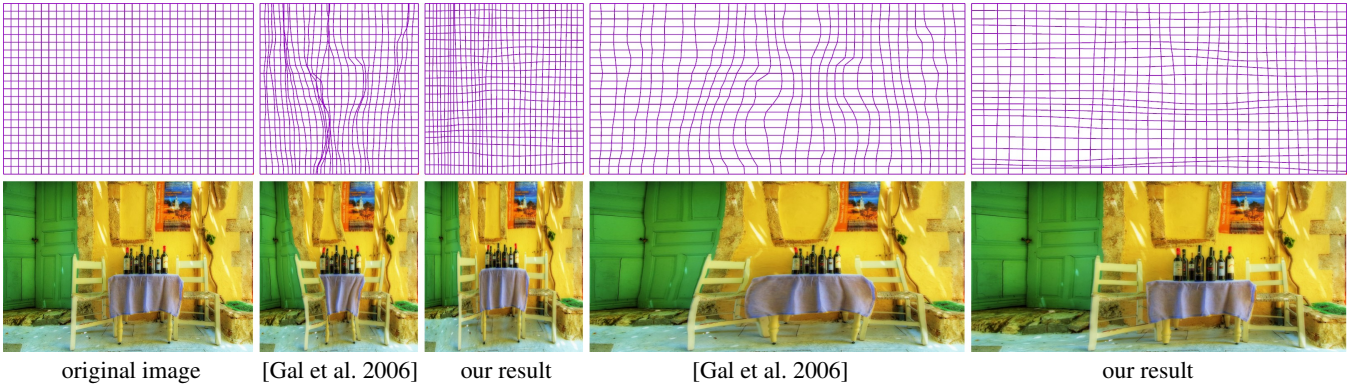 original image
[Gal et al. 2006]
our result
[Gal et al. 2006]
our result